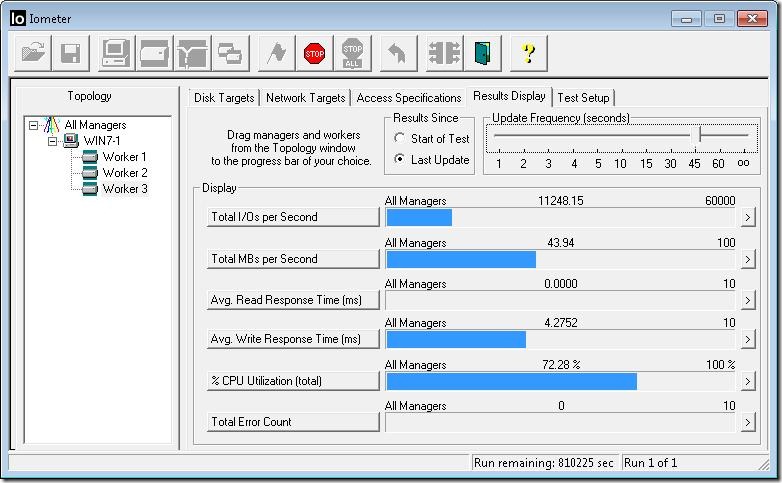 Io Iometer
STOP
STOP
ALL
?
Topology
All Managers
WIN7-1
Worker 1
Worker 2
Worker 3
Disk Targets
Network Targets
Access Specifications
Results Display
Test Setup
Drag managers and workers
from the Topology window
to the progress bar of your choice.
Results Since
Start of Test
Last Update
Update Frequency (seconds)
1 2 3 4 5 10 15 30 45 60 oo
Display
All Managers 11248.15 60000
Total I/Os per Second >
All Managers 43.94 100
Total MBs per Second >
All Managers 0.0000 10
Avg. Read Response Time (ms) >
All Managers 4.2752 10
Avg. Write Response Time (ms) >
All Managers 72.28 % 100 %
% CPU Utilization (total) >
All Managers 0 10
Total Error Count >
Run remaining: 810225 sec
Run 1 of 1